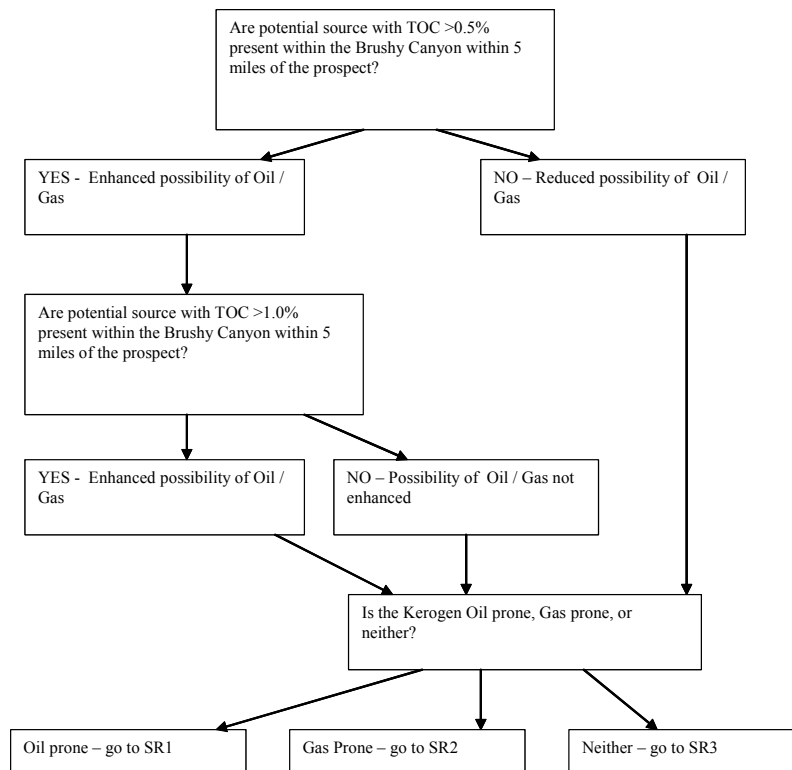 Are potential source with TOC >0.5%
present within the Brushy Canyon within 5
miles of the prospect?
YES - Enhanced possibility of Oil /
Gas
NO – Reduced possibility of Oil /
Gas
Are potential source with TOC >1.0%
present within the Brushy Canyon within 5
miles of the prospect?
YES - Enhanced possibility of Oil /
Gas
NO – Possibility of Oil / Gas not
enhanced
Is the Kerogen Oil prone, Gas prone, or
neither?
Oil prone – go to SR1
Gas Prone – go to SR2
Neither – go to SR3